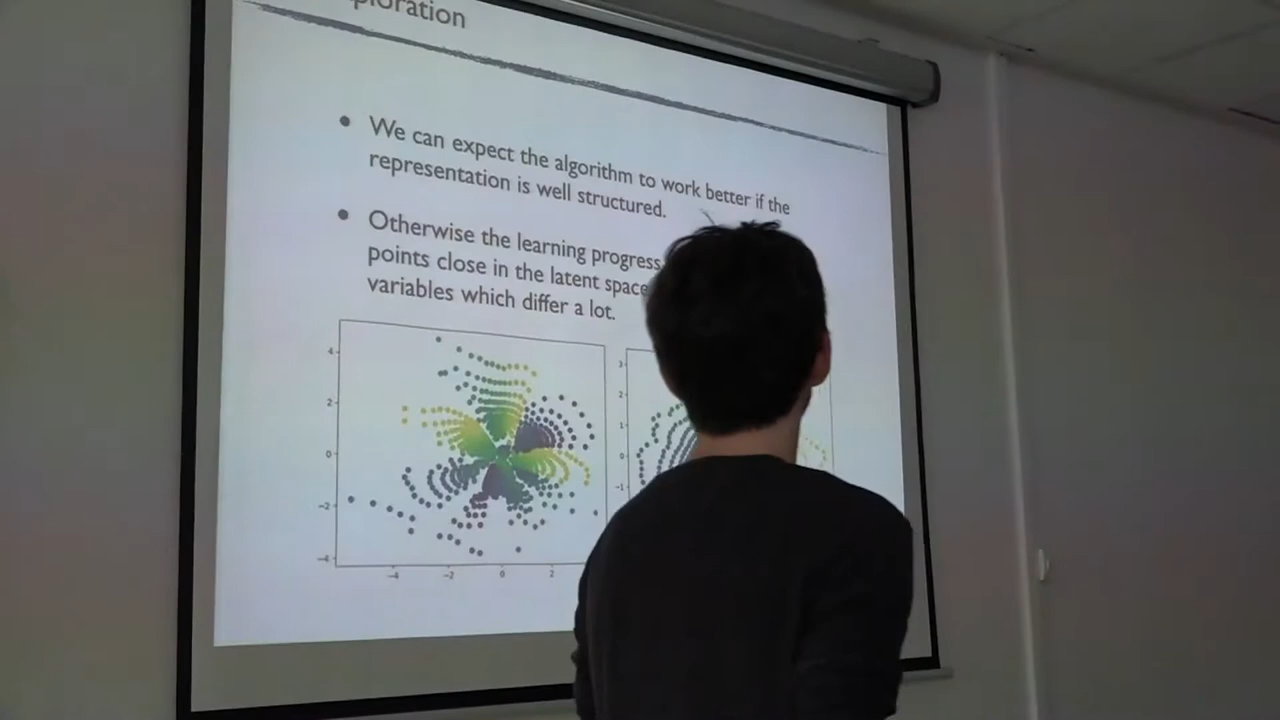 ploration
• We can expect the algorithm to work better if the
representation is well structured.
• Otherwise the learning progress
points close in the latent space
variables which differ a lot.
4
2
0
−2
−4
−4
−2
0
2
3
2
1
0
−1